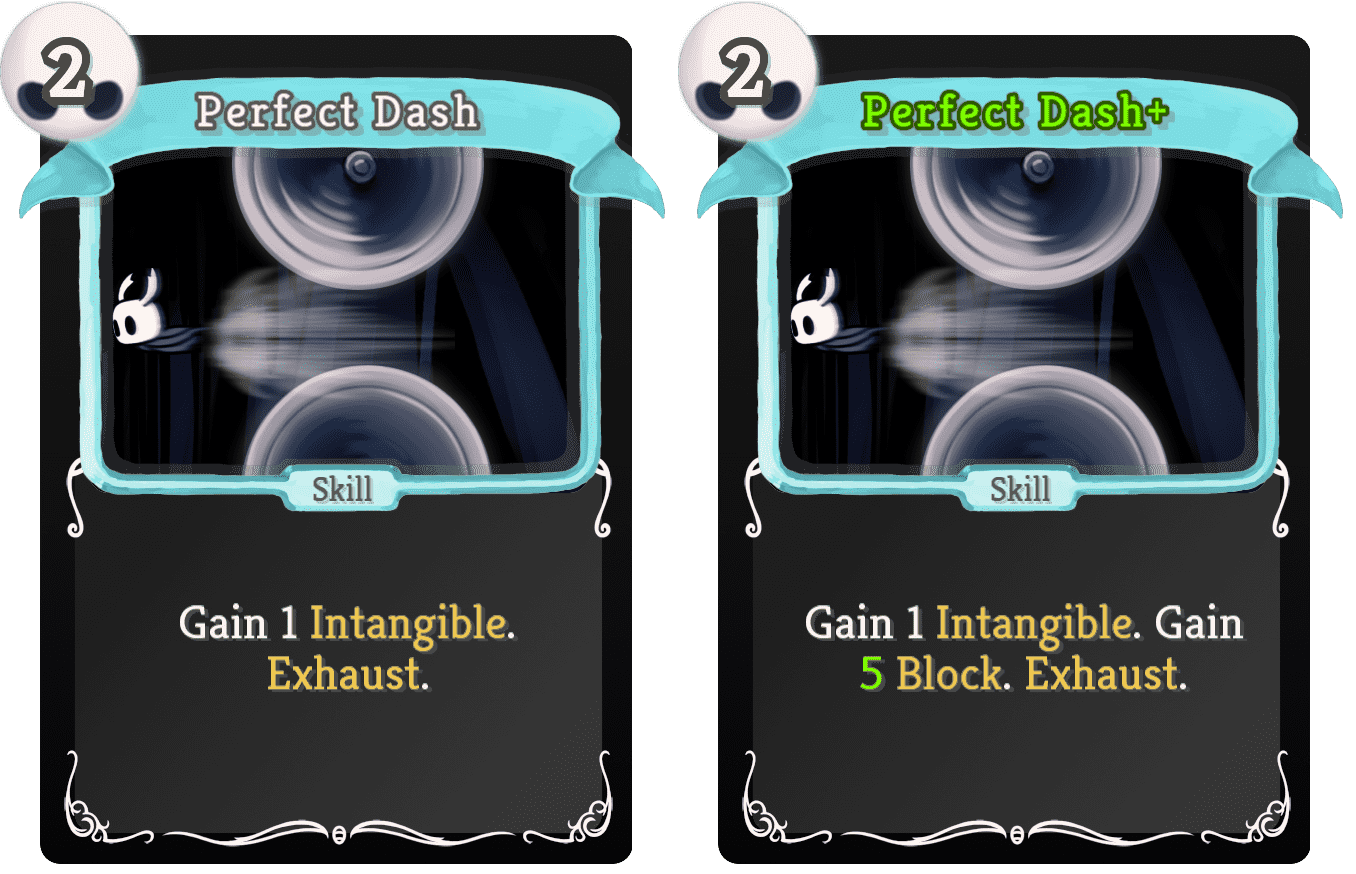 2
Perfect Dash
Skill
Gain 1 Intangible.
Exhaust.
2
Perfect Dash+
Skill
Gain 1 Intangible. Gain
5 Block. Exhaust.